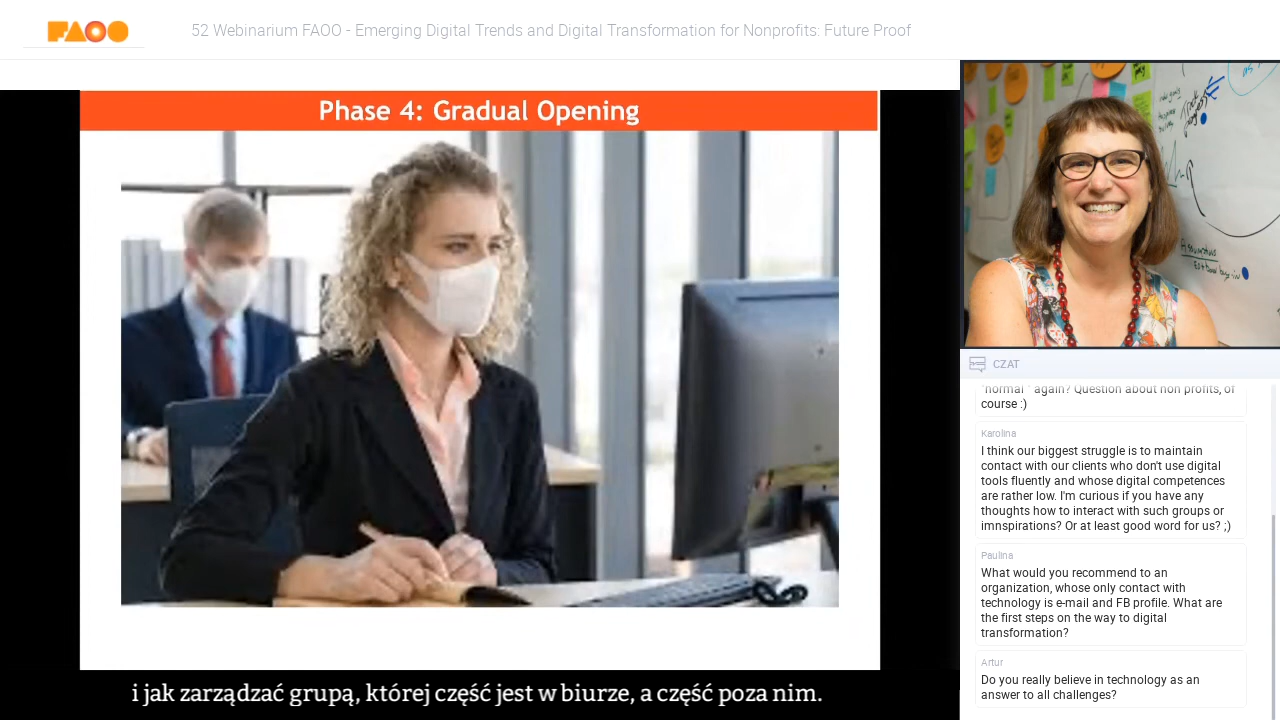 FAOO
52 Webinarium FAOO - Emerging Digital Trends and Digital Transformation for Nonprofits: Future Proof
Phase 4: Gradual Opening
i jak zarządzać grupą, której część jest w biurze, a część poza nim.
CZAT
"normal " again? Question about non profits, of
course :)
Karolina
I think our biggest struggle is to maintain
contact with our clients who don't use digital
tools fluently and whose digital competences
are rather low. I'm curious if you have any
thoughts how to interact with such groups or
imnspirations? Or at least good word for us? ;)
Paulina
What would you recommend to an
organization, whose only contact with
technology is e-mail and FB profile. What are
the first steps on the way to digital
transformation?
Artur
Do you really believe in technology as an
answer to all challenges?